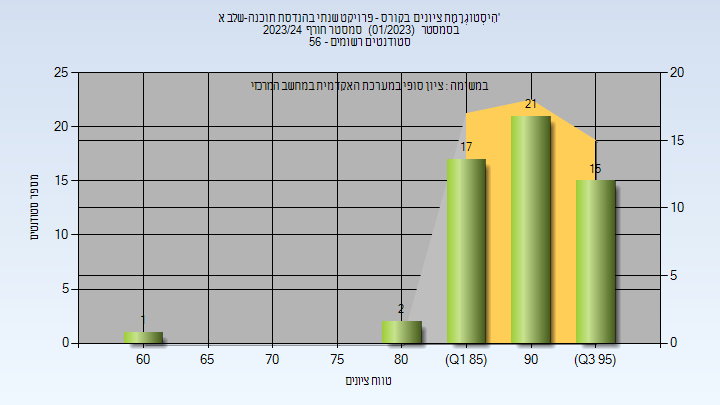 היסטוגרמת ציונים בקורס - פרויקט שנתי בהנדסת תוכנה-שלב א'
בסמסטר (01/2023) סמסטר חורף 2023/24
סטודנטים רשומים - 56
במשימה : ציון סופי במערכת האקדמית במחשב המרכזי
25
20
15
10
5
0
מספר סטודנטים
20
15
10
5
0
1
2
17
21
15
60 65 70 75 80 (Q1 85) 90 (Q3 95)
טווח ציונים